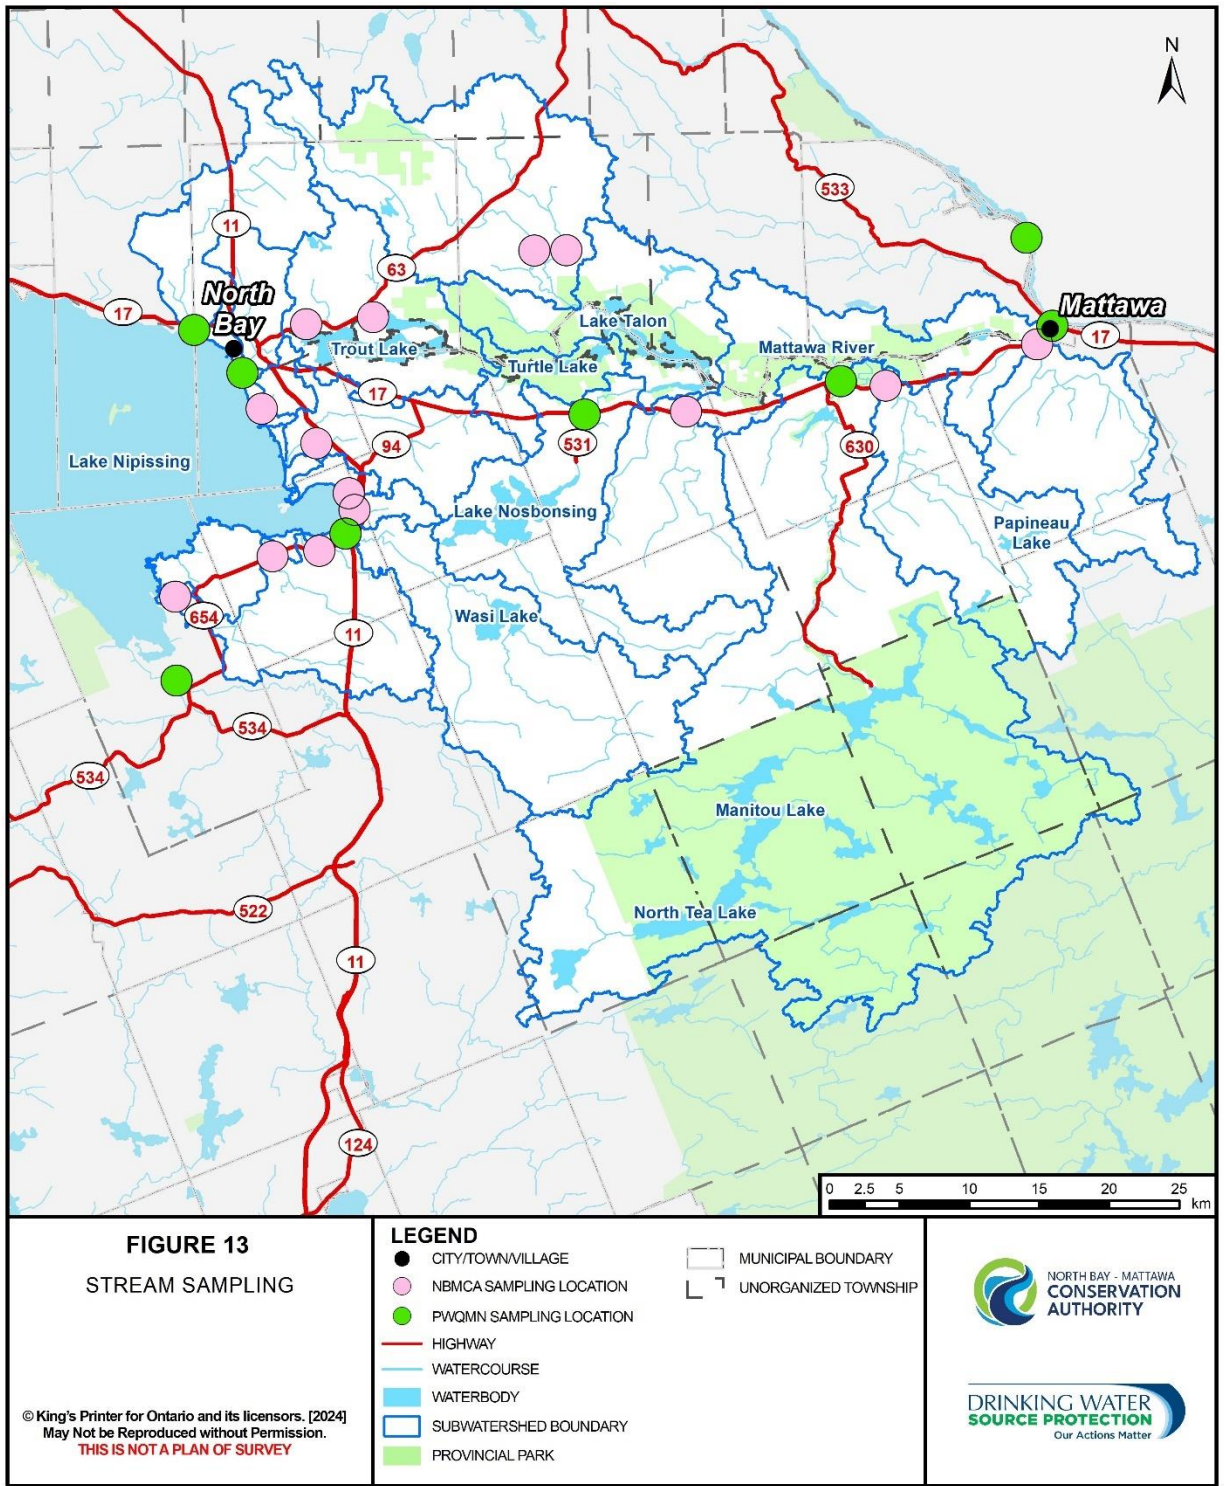 N
533
11
63
North
Bay
17
Mattawa
17
Lake Talon
Trout Lake
Mattawa River
Turtle Lake
17
94
531
630
Lake Nipissing
Lake Nosbonsing
Papineau
Lake
654
Wasi Lake
11
534
534
Manitou Lake
522
North Tea Lake
11
124
0 2.5 5 10 15 20 25
km
FIGURE 13
STREAM SAMPLING
© King's Printer for Ontario and its licensors. [2024]
May Not be Reproduced without Permission.
THIS IS NOT A PLAN OF SURVEY
LEGEND
CITY/TOWN/VILLAGE
NBMCA SAMPLING LOCATION
PWQMN SAMPLING LOCATION
HIGHWAY
WATERCOURSE
WATERBODY
SUBWATERSHED BOUNDARY
PROVINCIAL PARK
MUNICIPAL BOUNDARY
UNORGANIZED TOWNSHIP
NORTH BAY - MATTAWA
CONSERVATION
AUTHORITY
DRINKING WATER
SOURCE PROTECTION
Our Actions Matter